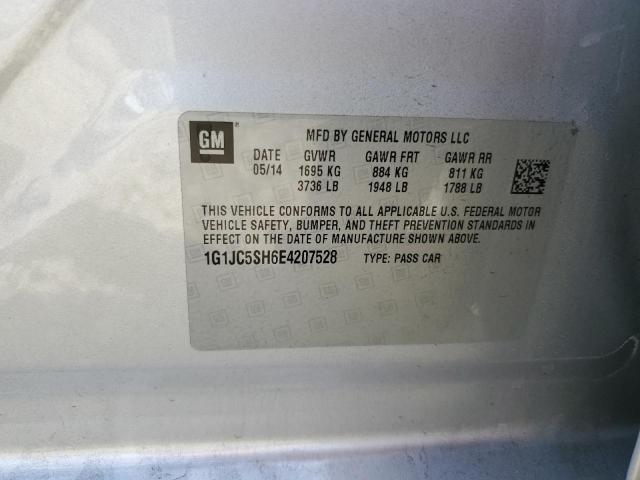 GM ® MFD BY GENERAL MOTORS LLC
DATE GVWR GAWR FRT GAWR RR
05/14 1695 KG 884 KG 811 KG
3736 LB 1948 LB 1788 LB
THIS VEHICLE CONFORMS TO ALL APPLICABLE U.S. FEDERAL MOTOR
VEHICLE SAFETY, BUMPER, AND THEFT PREVENTION STANDARDS
IN EFFECT ON THE DATE OF MANUFACTURE SHOWN ABOVE.
1G1JC5SH6E4207528 TYPE: PASS CAR